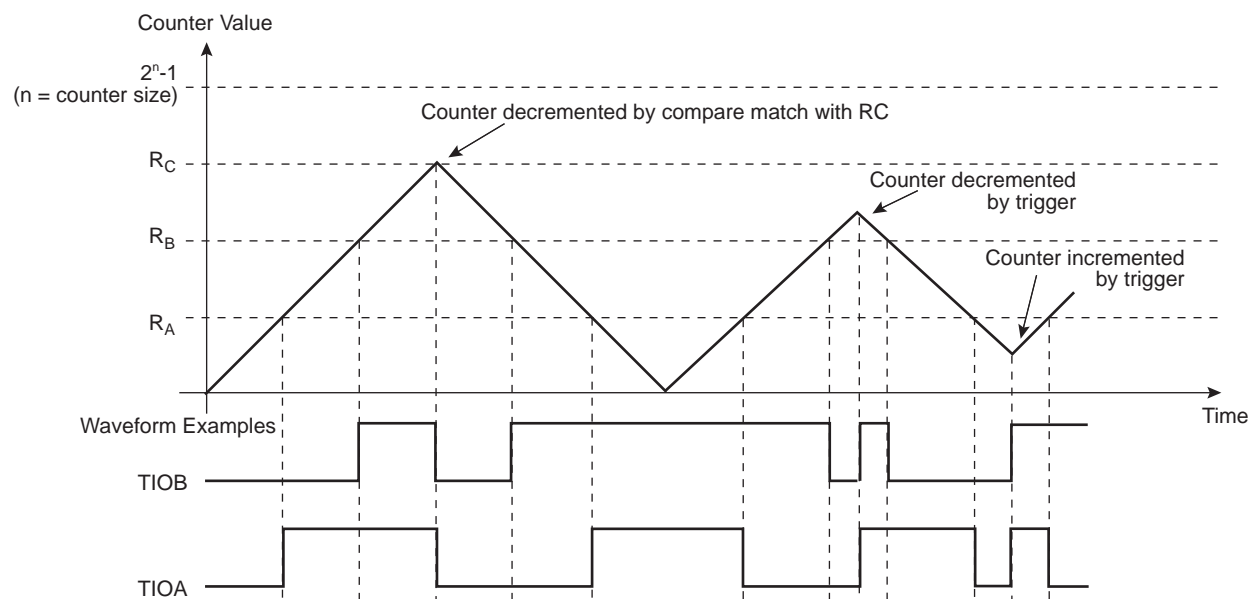 Counter Value
2ⁿ-1
(n = counter size)
Counter decremented by compare match with RC
R_C
Counter decremented
by trigger
R_B
Counter incremented
by trigger
R_A
Time
Waveform Examples
TIOB
TIOA